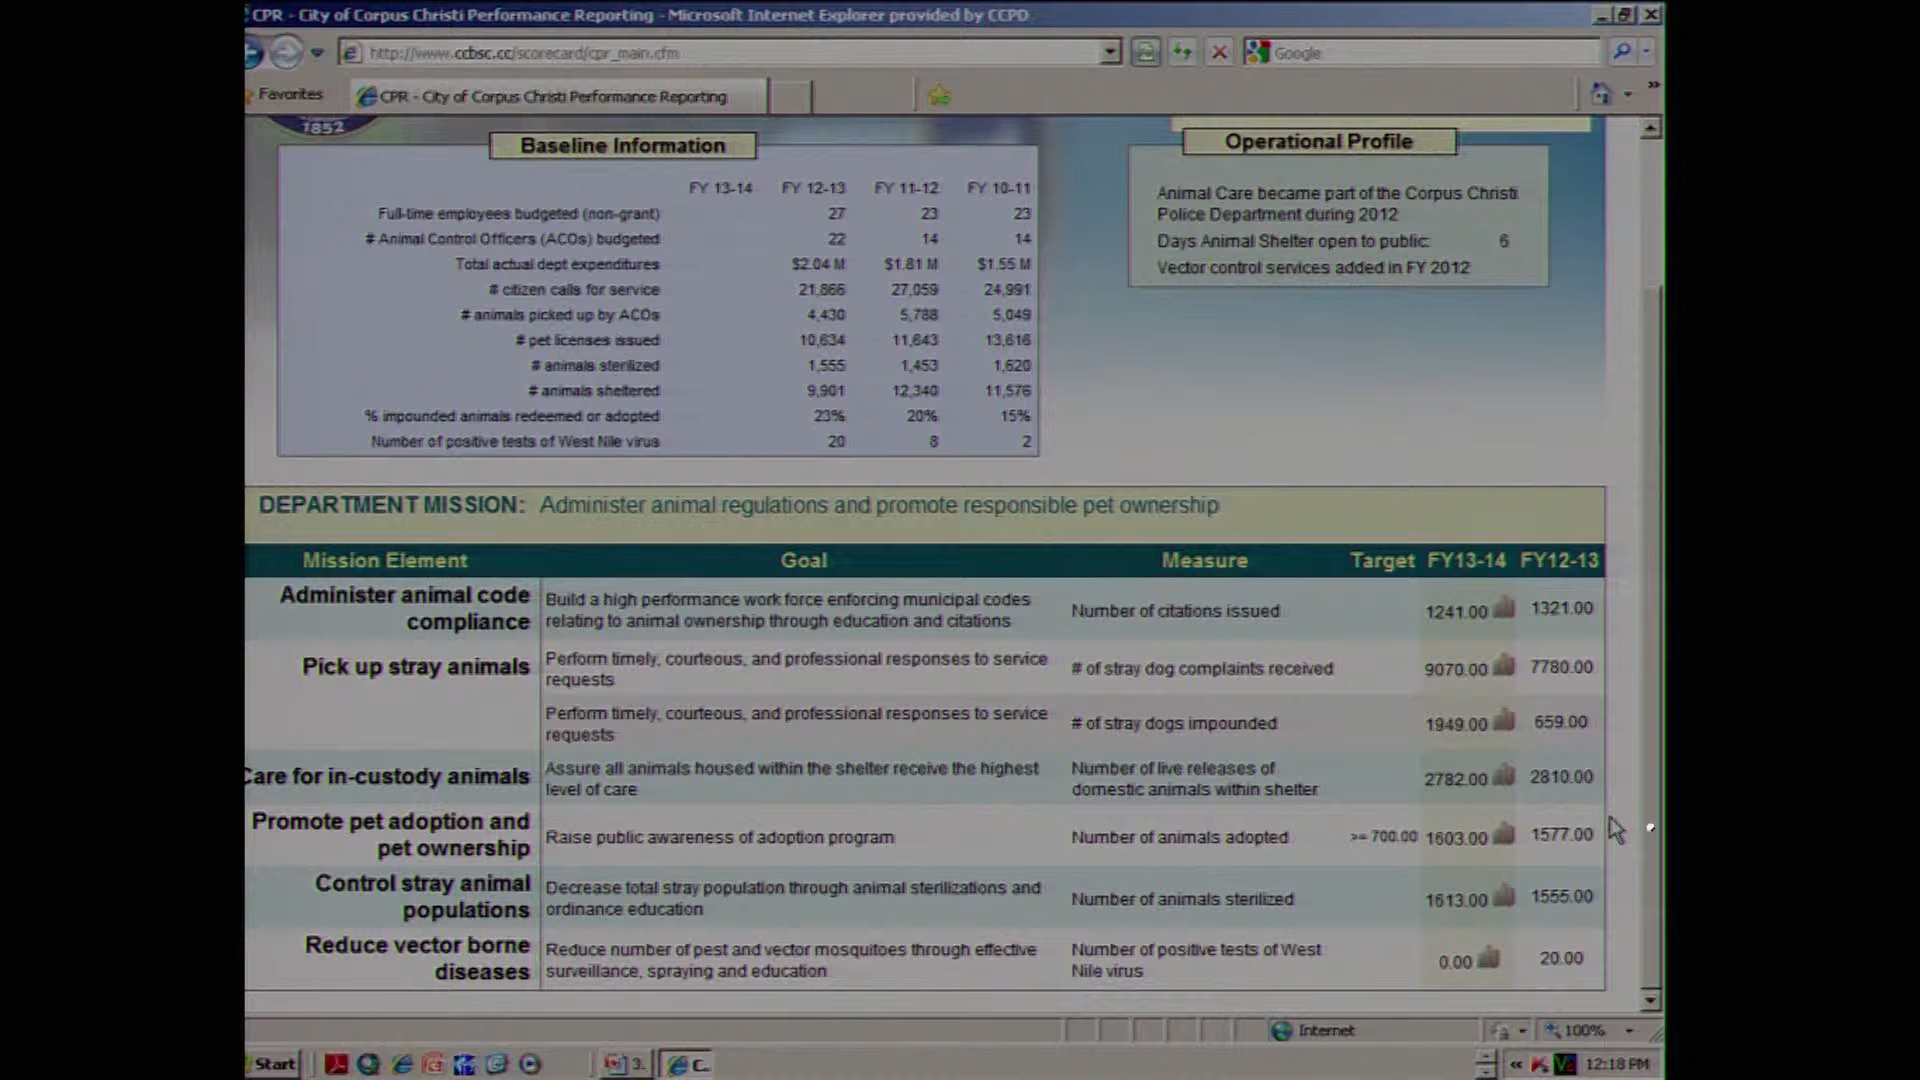 CPR - City of Corpus Christi Performance Reporting - Microsoft Internet Explorer provided by CCPD
http://www.ccbsc.cc/scorecard/cpr_main.cfm
Google
Favorites
CPR - City of Corpus Christi Performance Reporting
1852
Baseline Information
FY 13-14 FY 12-13 FY 11-12 FY 10-11
Full-time employees budgeted (non-grant) 27 23 23
# Animal Control Officers (ACOs) budgeted 22 14 14
Total actual dept expenditures $2.04 M $1.81 M $1.55 M
# citizen calls for service 21,866 27,059 24,991
# animals picked up by ACOs 4,430 5,788 5,049
# pet licenses issued 10,634 11,643 13,616
# animals sterilized 1,555 1,453 1,620
# animals sheltered 9,901 12,340 11,576
% impounded animals redeemed or adopted 23% 20% 15%
Number of positive tests of West Nile virus 20 8 2
Operational Profile
Animal Care became part of the Corpus Christi
Police Department during 2012
Days Animal Shelter open to public: 6
Vector control services added in FY 2012
DEPARTMENT MISSION: Administer animal regulations and promote responsible pet ownership
Mission Element Goal Measure Target FY13-14 FY12-13
Administer animal code
compliance
Build a high performance work force enforcing municipal codes
relating to animal ownership through education and citations
Number of citations issued 1241.00 1321.00
Pick up stray animals
Perform timely, courteous, and professional responses to service
requests
# of stray dog complaints received 9070.00 7780.00
Perform timely, courteous, and professional responses to service
requests
# of stray dogs impounded 1949.00 659.00
Care for in-custody animals
Assure all animals housed within the shelter receive the highest
level of care
Number of live releases of
domestic animals within shelter
2782.00 2810.00
Promote pet adoption and
pet ownership
Raise public awareness of adoption program
Number of animals adopted >= 700.00 1603.00 1577.00
Control stray animal
populations
Decrease total stray population through animal sterilizations and
ordinance education
Number of animals sterilized 1613.00 1555.00
Reduce vector borne
diseases
Reduce number of pest and vector mosquitoes through effective
surveillance, spraying and education
Number of positive tests of West
Nile virus
0.00 20.00
Internet 100%
Start 3. C.. 12:18 PM